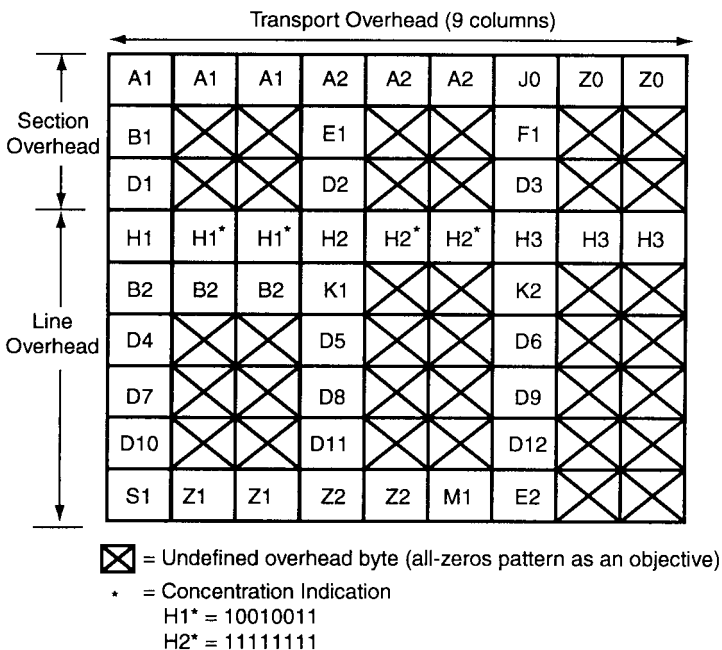 Transport Overhead (9 columns)
A1 A1 A1 A2 A2 A2 J0 Z0 Z0
Section Overhead
B1 E1 F1
D1 D2 D3
H1 H1* H1* H2 H2* H2* H3 H3 H3
B2 B2 B2 K1 K2
Line Overhead
D4 D5 D6
D7 D8 D9
D10 D11 D12
S1 Z1 Z1 Z2 Z2 M1 E2
= Undefined overhead byte (all-zeros pattern as an objective)
* = Concentration Indication
H1* = 10010011
H2* = 11111111